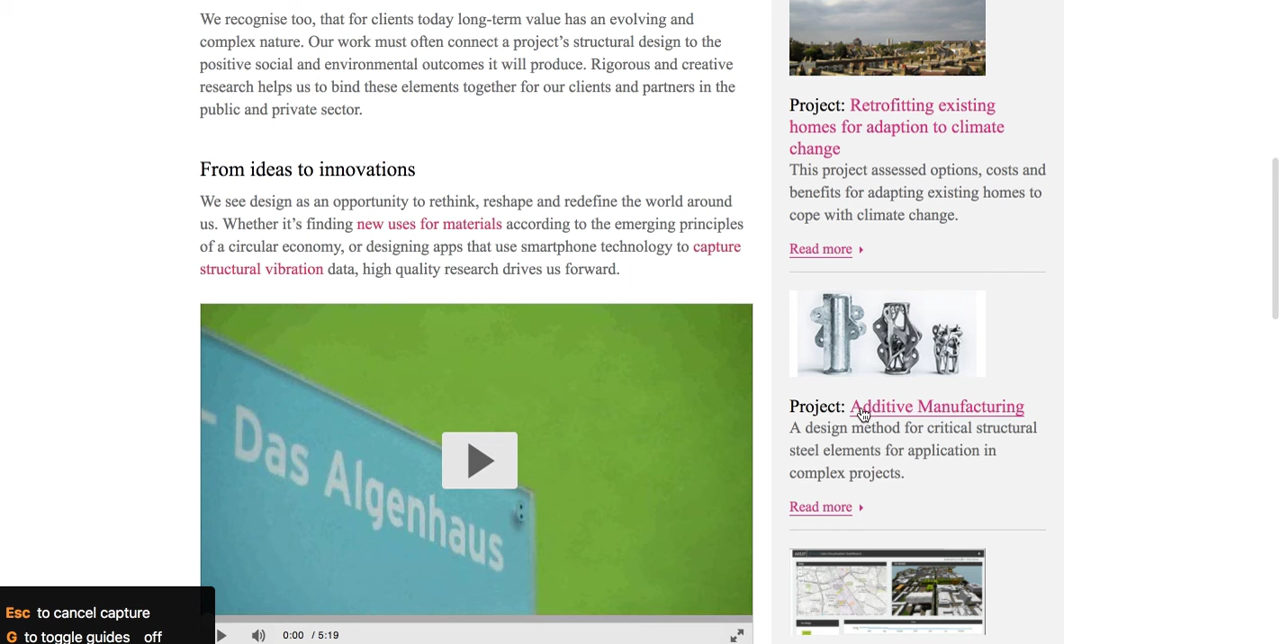 We recognise too, that for clients today long-term value has an evolving and
complex nature. Our work must often connect a project’s structural design to the
positive social and environmental outcomes it will produce. Rigorous and creative
research helps us to bind these elements together for our clients and partners in the
public and private sector.
From ideas to innovations
We see design as an opportunity to rethink, reshape and redefine the world around
us. Whether it’s finding new uses for materials according to the emerging principles
of a circular economy, or designing apps that use smartphone technology to capture
structural vibration data, high quality research drives us forward.
- Das Algenhaus
0:00 / 5:19
Esc to cancel capture
G to toggle guides off
Project: Retrofitting existing
homes for adaption to climate
change
This project assessed options, costs and
benefits for adapting existing homes to
cope with climate change.
Read more
Project: Additive Manufacturing
A design method for critical structural
steel elements for application in
complex projects.
Read more